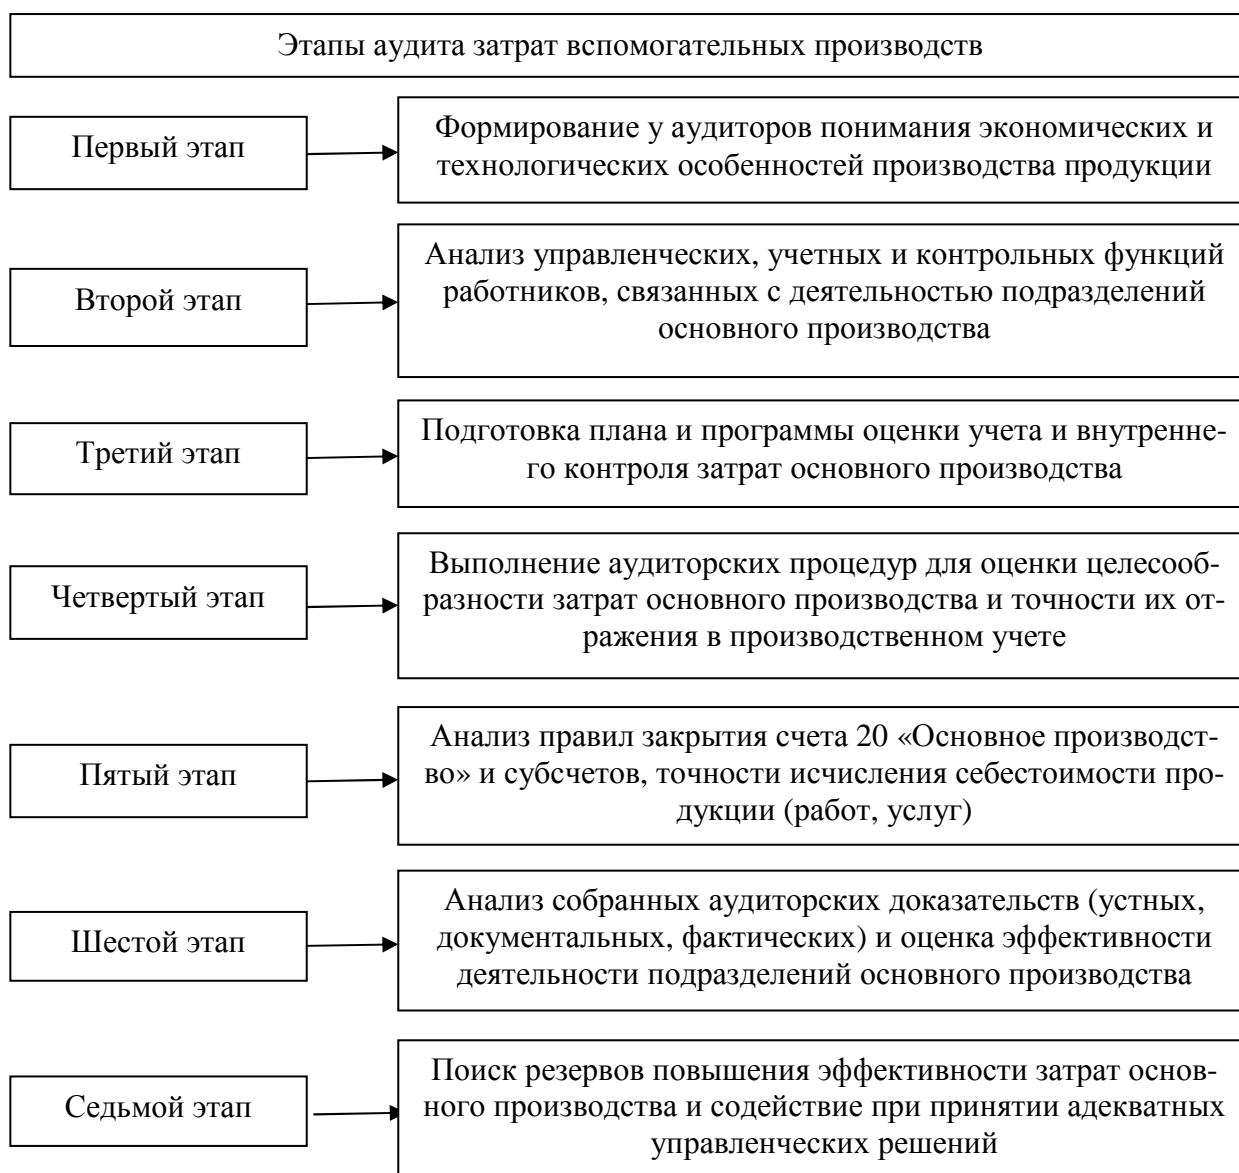 Этапы аудита затрат вспомогательных производств
Первый этап
Формирование у аудиторов понимания экономических и
технологических особенностей производства продукции
Второй этап
Анализ управленческих, учетных и контрольных функций
работников, связанных с деятельностью подразделений
основного производства
Третий этап
Подготовка плана и программы оценки учета и внутренне-
го контроля затрат основного производства
Четвертый этап
Выполнение аудиторских процедур для оценки целесооб-
разности затрат основного производства и точности их от-
ражения в производственном учете
Пятый этап
Анализ правил закрытия счета 20 «Основное производст-
во» и субсчетов, точности исчисления себестоимости про-
дукции (работ, услуг)
Шестой этап
Анализ собранных аудиторских доказательств (устных,
документальных, фактических) и оценка эффективности
деятельности подразделений основного производства
Седьмой этап
Поиск резервов повышения эффективности затрат основ-
ного производства и содействие при принятии адекватных
управленческих решений